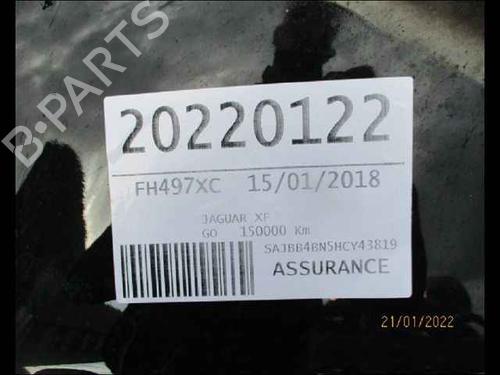 B-PARTS
20220122
FH497XC 15/01/2018
JAGUAR XF
GO 150000 Km
SAJBB4BN5HCY43819
ASSURANCE
21/01/2022